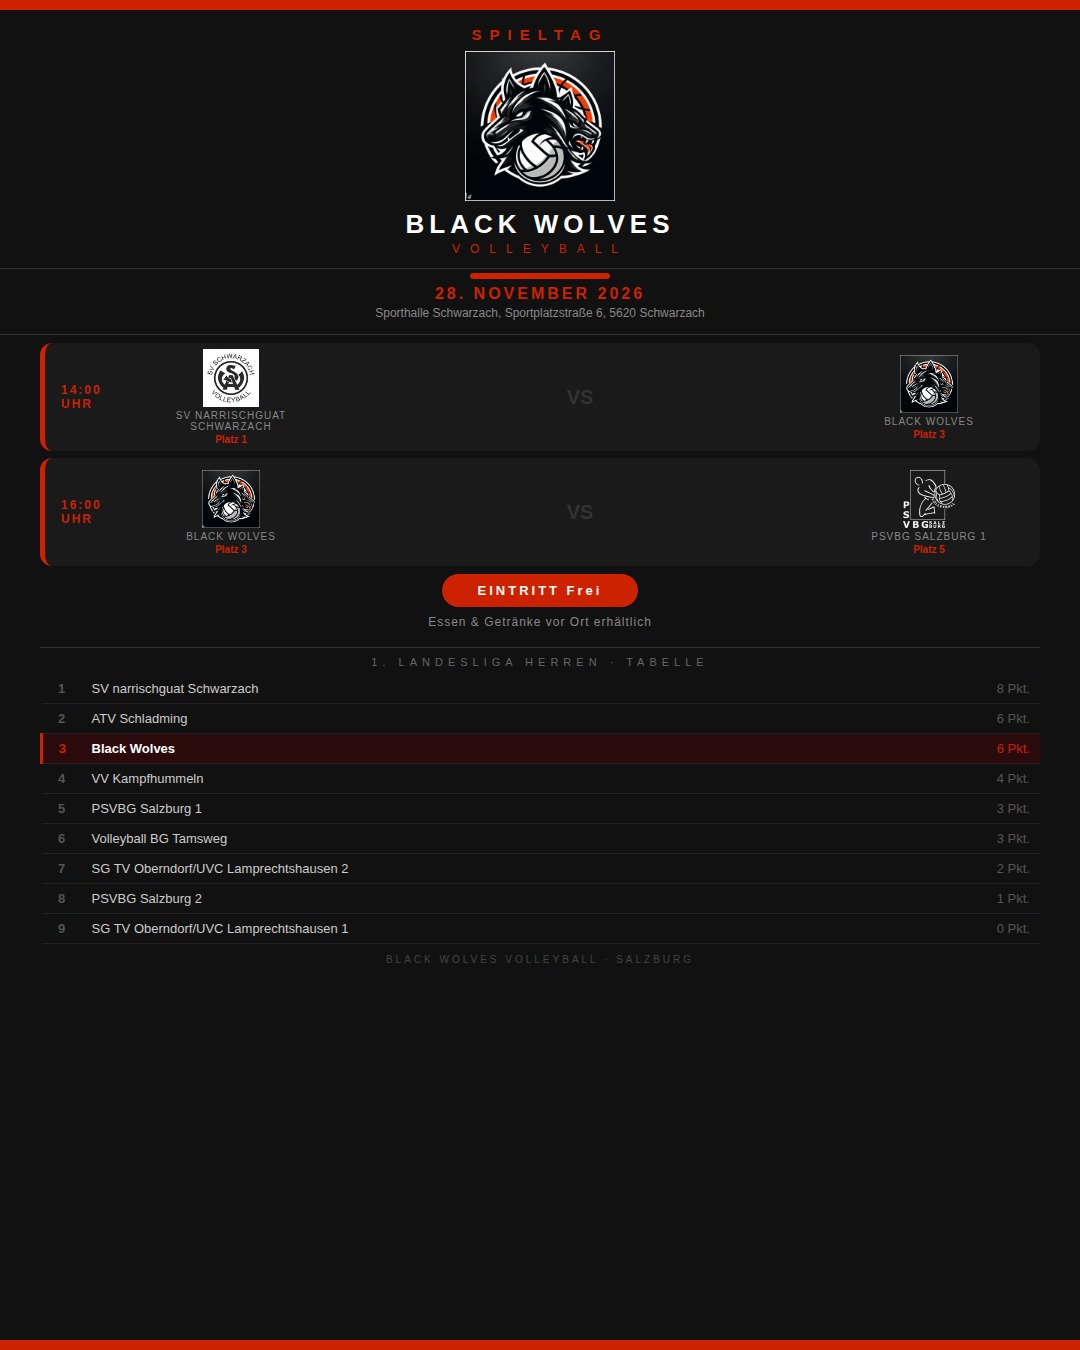 SPIELTAG
BLACK WOLVES
VOLLEYBALL
28. NOVEMBER 2026
Sporthalle Schwarzach, Sportplatzstraße 6, 5620 Schwarzach
14:00
UHR
SV SCHWARZACH
VOLLEYBALL
SV NARRISCHGUAT
SCHWARZACH
Platz 1
VS
BLACK WOLVES
Platz 3
16:00
UHR
BLACK WOLVES
Platz 3
VS
P
S
VBG SALZBURG
PSVBG SALZBURG 1
Platz 5
EINTRITT Frei
Essen & Getränke vor Ort erhältlich
1. LANDESLIGA HERREN · TABELLE
1 SV narrischguat Schwarzach 8 Pkt.
2 ATV Schladming 6 Pkt.
3 Black Wolves 6 Pkt.
4 VV Kampfhummeln 4 Pkt.
5 PSVBG Salzburg 1 3 Pkt.
6 Volleyball BG Tamsweg 3 Pkt.
7 SG TV Oberndorf/UVC Lamprechtshausen 2 2 Pkt.
8 PSVBG Salzburg 2 1 Pkt.
9 SG TV Oberndorf/UVC Lamprechtshausen 1 0 Pkt.
BLACK WOLVES VOLLEYBALL · SALZBURG